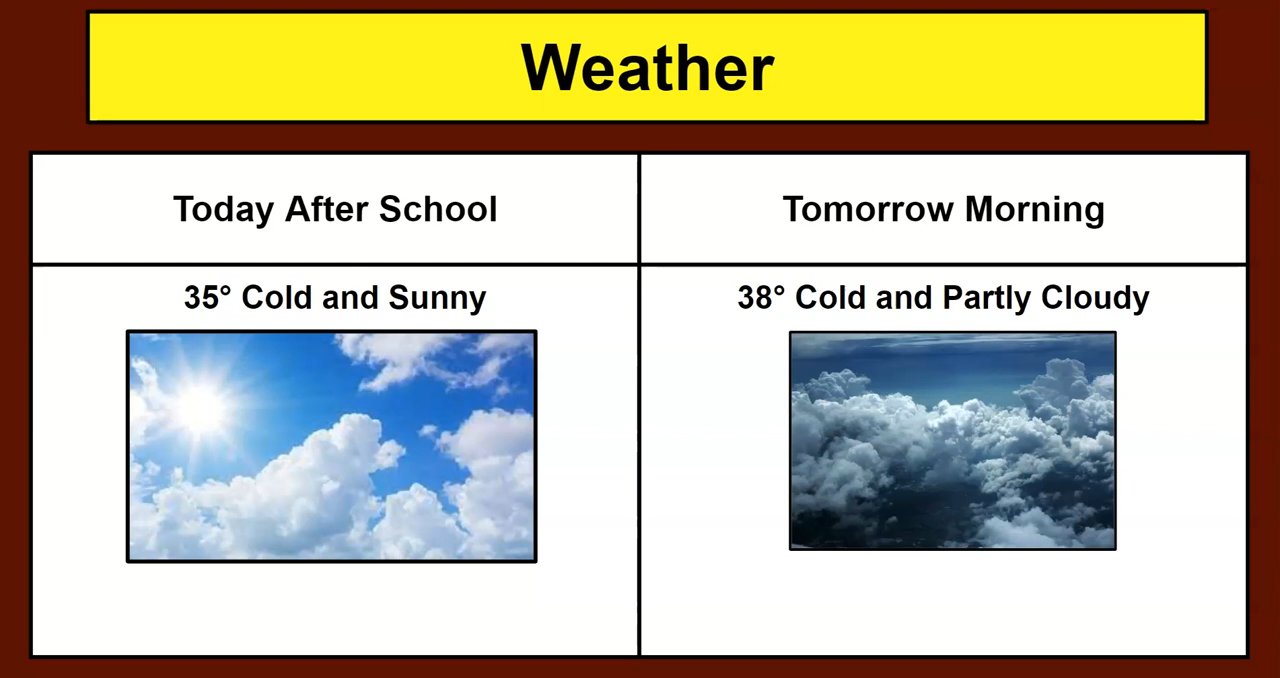 Weather
Today After School
Tomorrow Morning
35° Cold and Sunny
38° Cold and Partly Cloudy